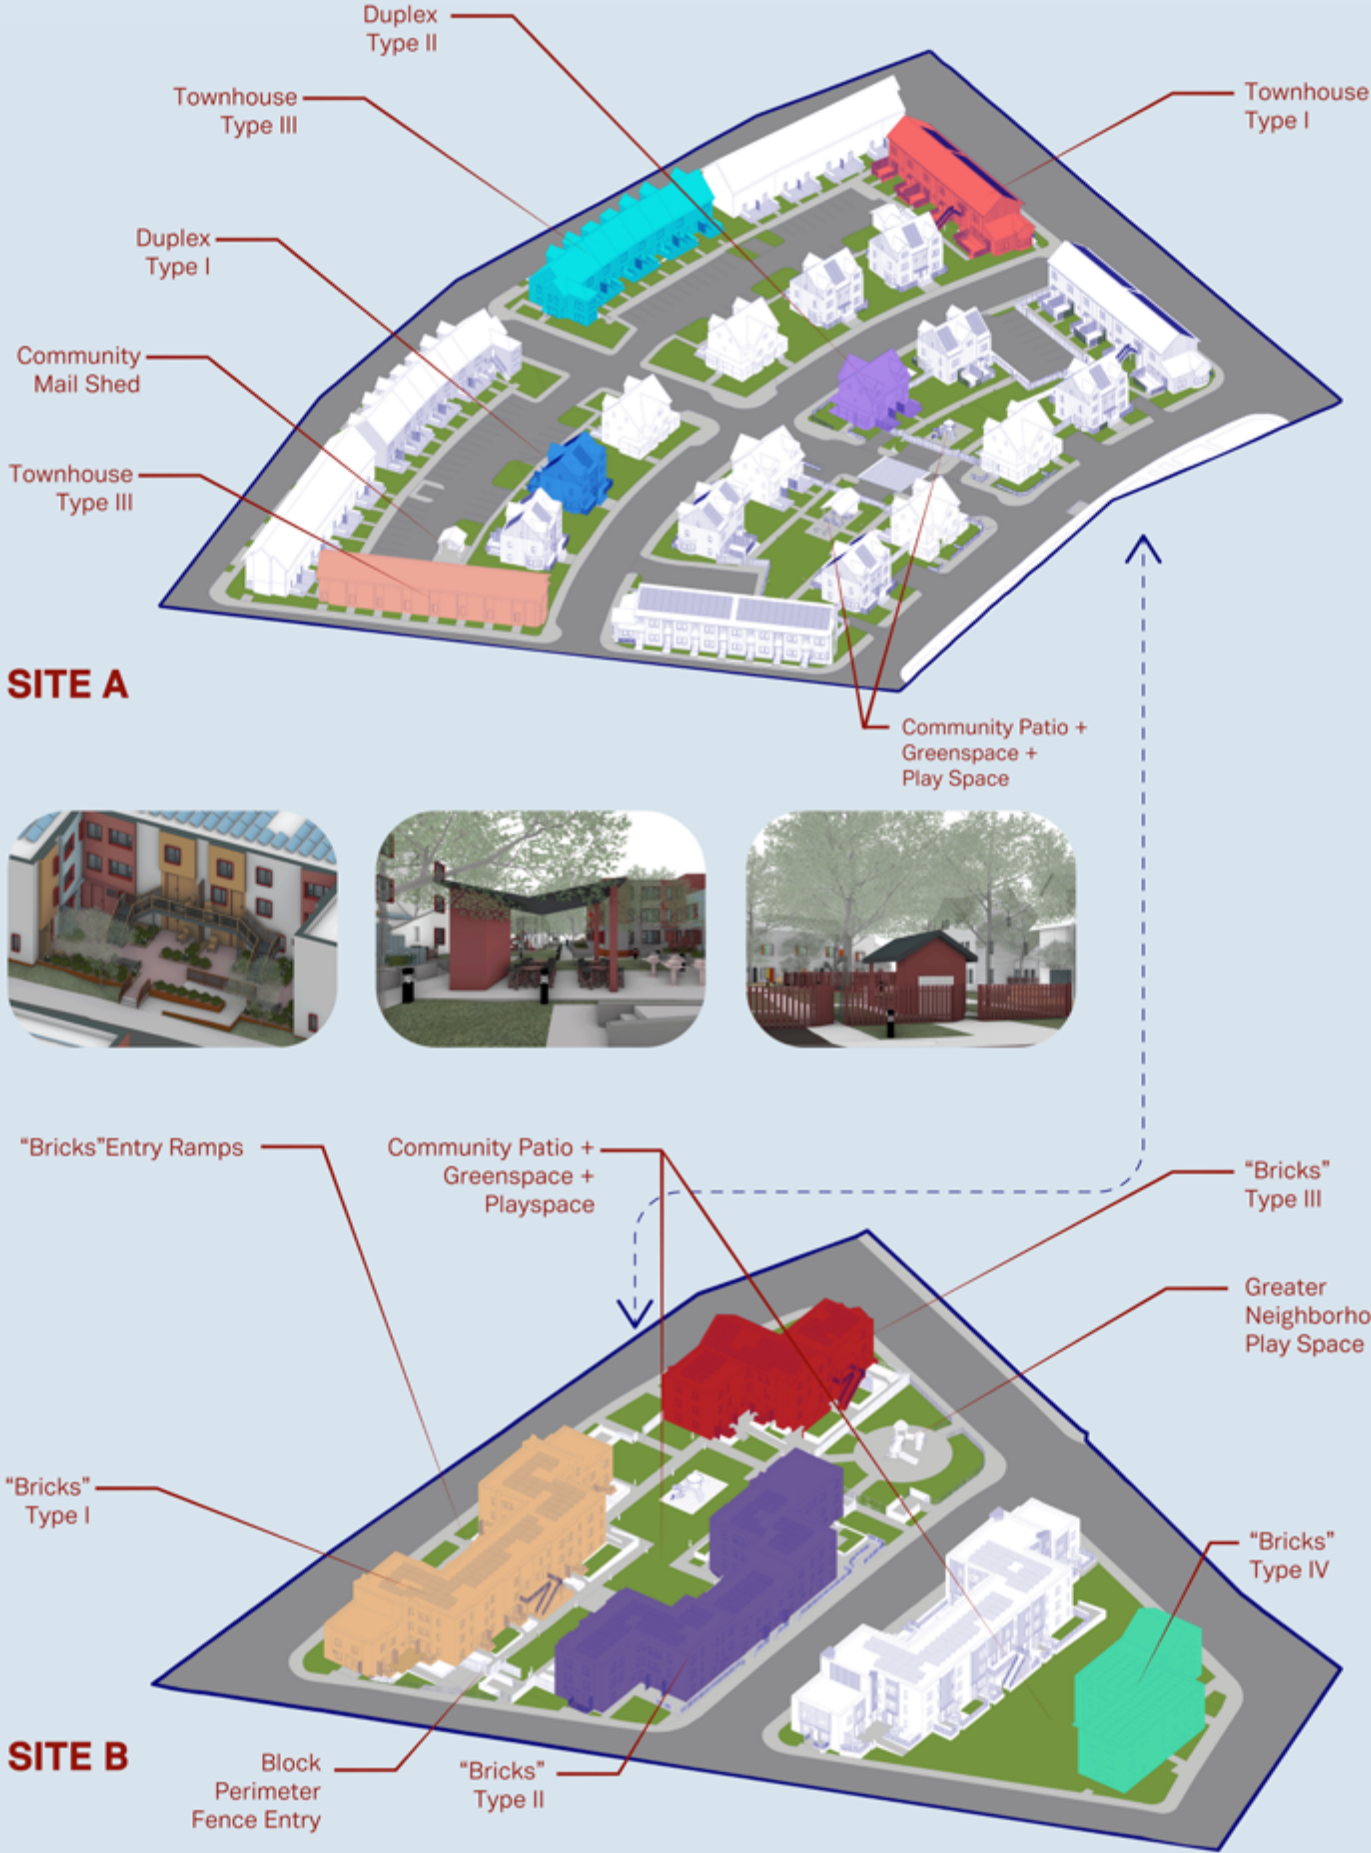 Duplex
Type II
Townhouse
Type III
Townhouse
Type I
Duplex
Type I
Community
Mail Shed
Townhouse
Type III
SITE A
Community Patio +
Greenspace +
Play Space
“Bricks”Entry Ramps
Community Patio +
Greenspace +
Playspace
“Bricks”
Type III
Greater
Neighborho
Play Space
“Bricks”
Type I
“Bricks”
Type IV
SITE B
Block
Perimeter
Fence Entry
“Bricks”
Type II